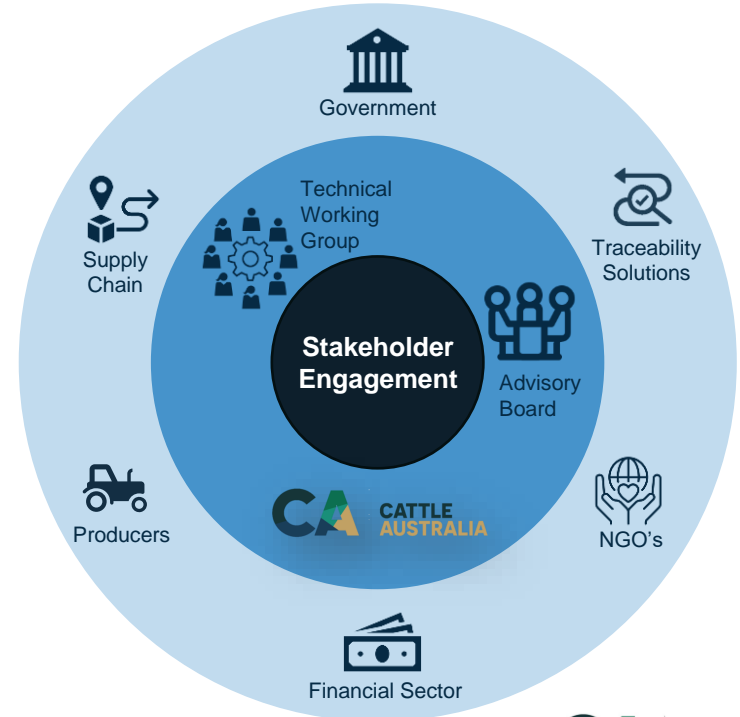 Government
Technical
Working
Group
Supply
Chain
Traceability
Solutions
Stakeholder
Engagement
Advisory
Board
Producers
CA CATTLE
AUSTRALIA
NGO's
Financial Sector